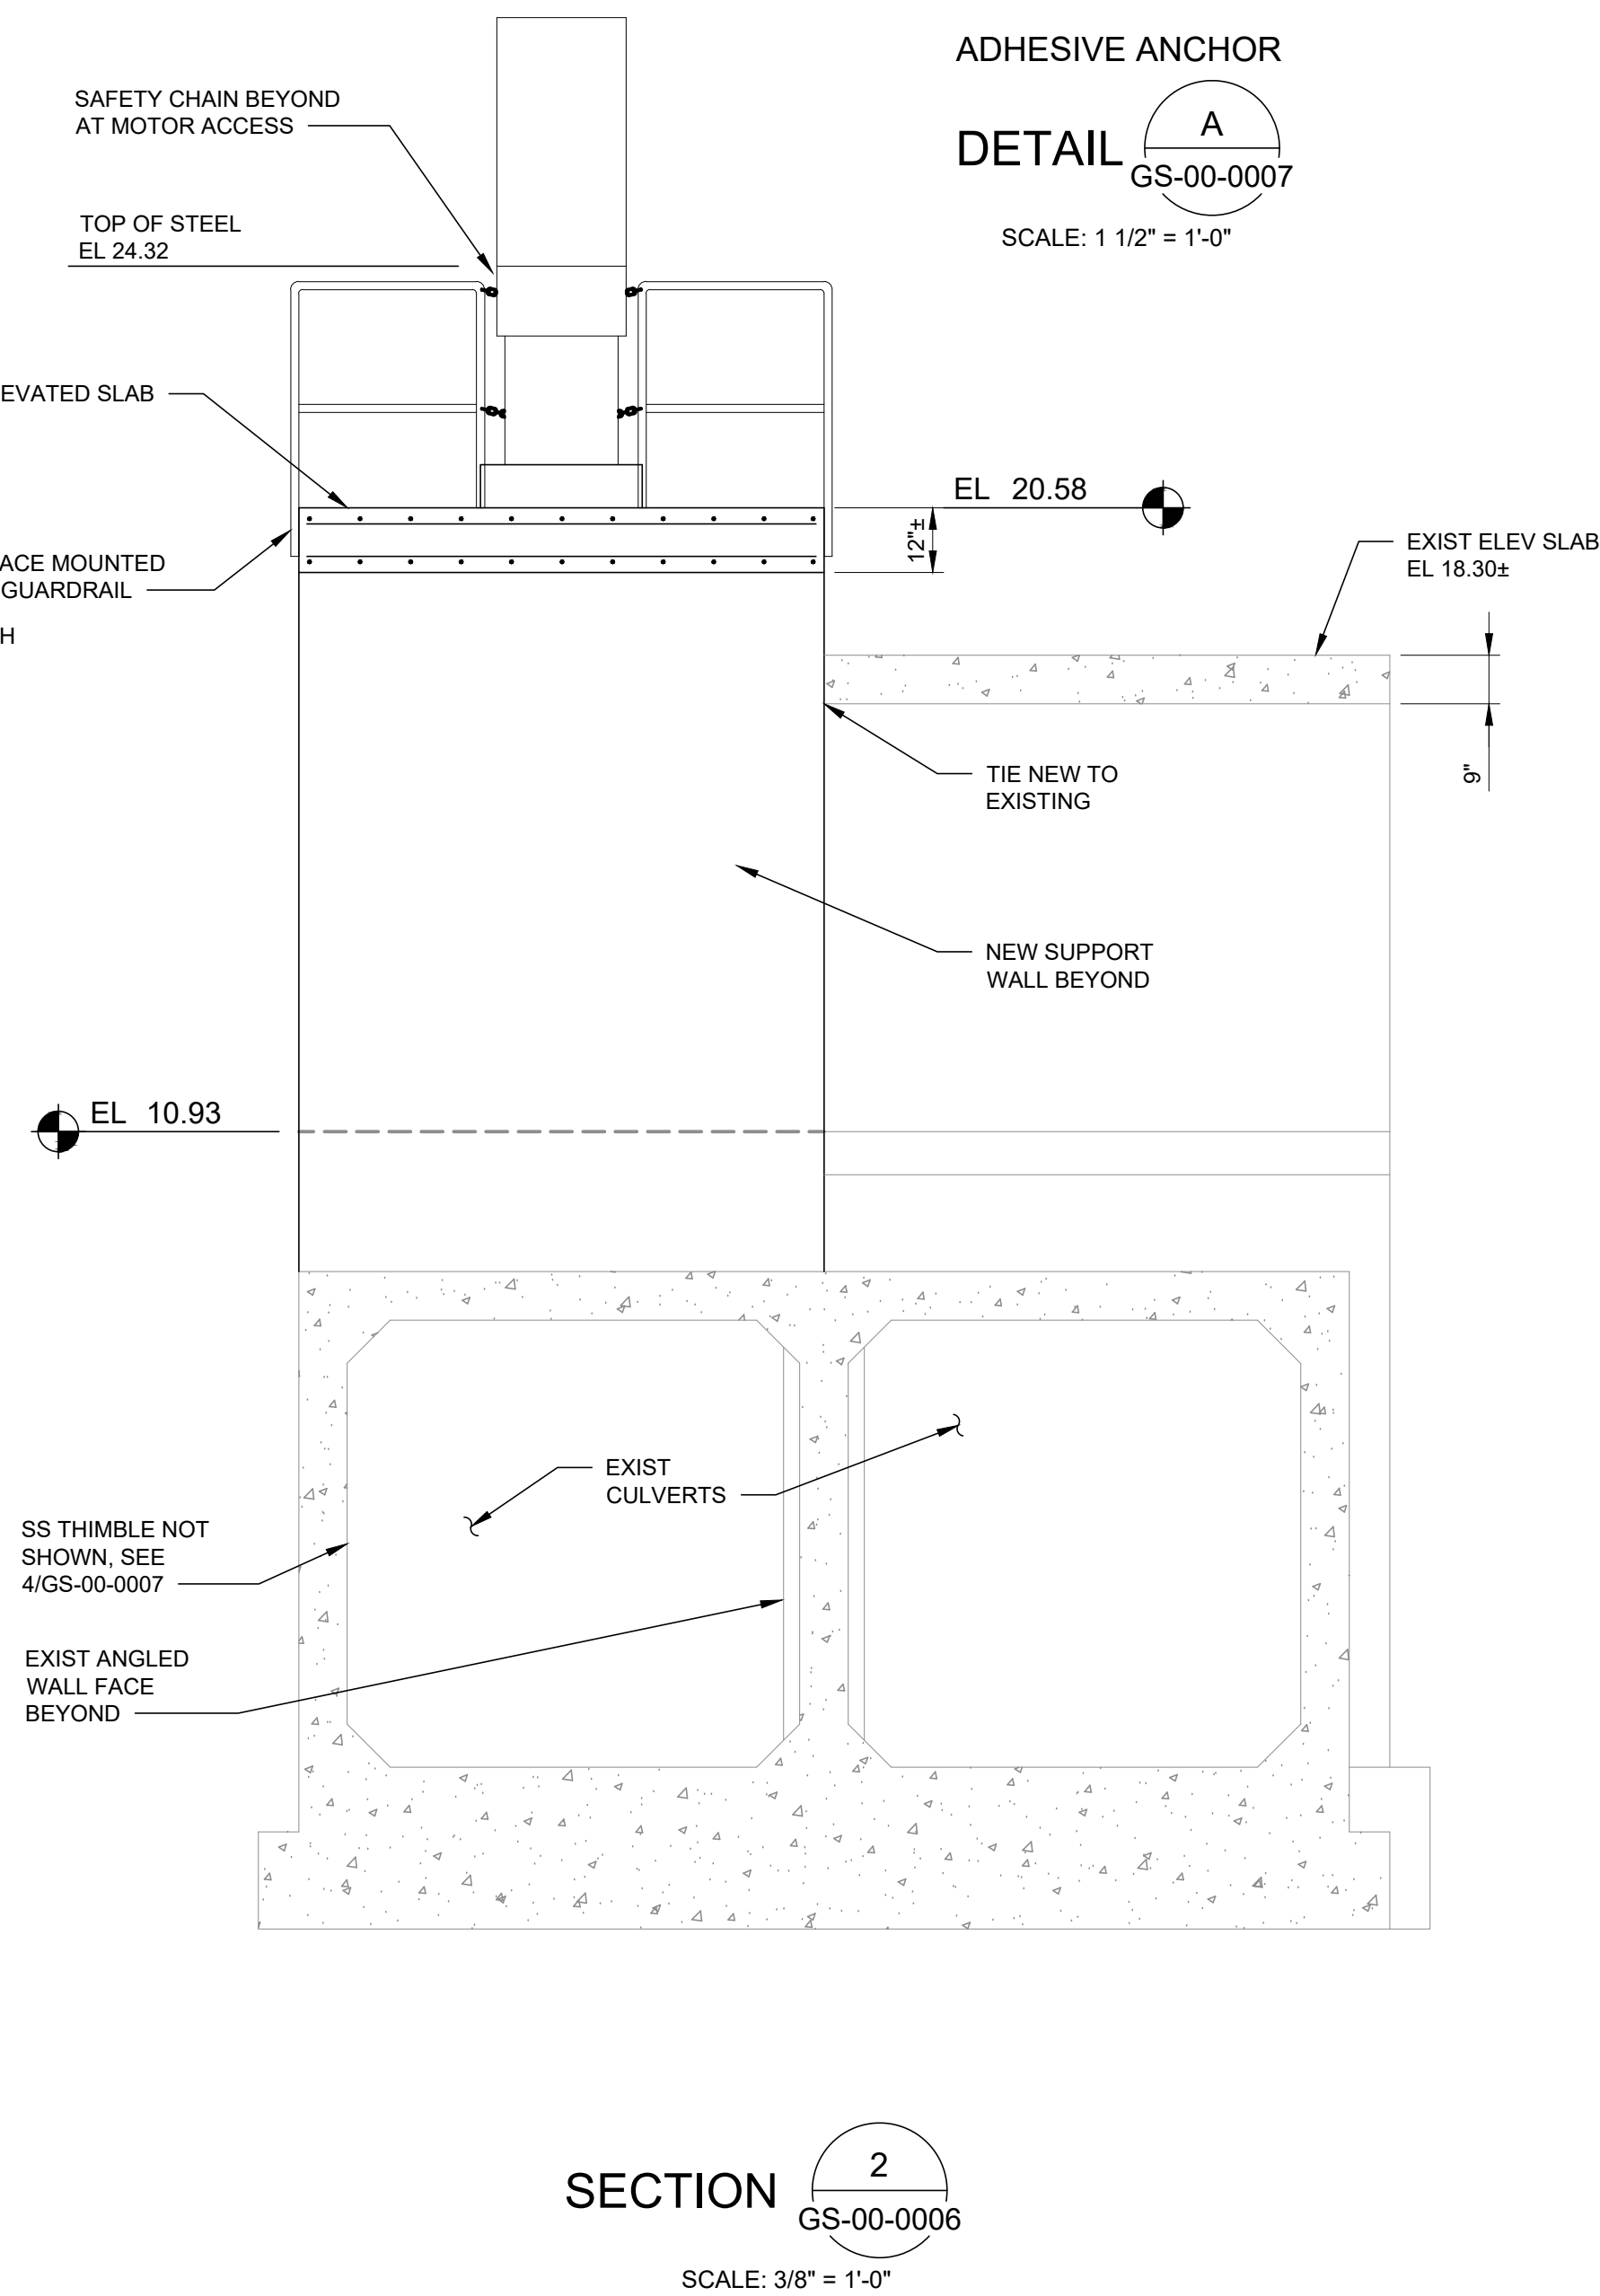 ADHESIVE ANCHOR
DETAIL
A
GS-00-0007
SCALE: 1 1/2" = 1'-0"
SAFETY CHAIN BEYOND
AT MOTOR ACCESS
TOP OF STEEL
EL 24.32
EVATED SLAB
ACE MOUNTED
GUARDRAIL
H
EL 20.58
12"±
EXIST ELEV SLAB
EL 18.30±
9"
TIE NEW TO
EXISTING
NEW SUPPORT
WALL BEYOND
EL 10.93
EXIST
CULVERTS
SS THIMBLE NOT
SHOWN, SEE
4/GS-00-0007
EXIST ANGLED
WALL FACE
BEYOND
SECTION
2
GS-00-0006
SCALE: 3/8" = 1'-0"